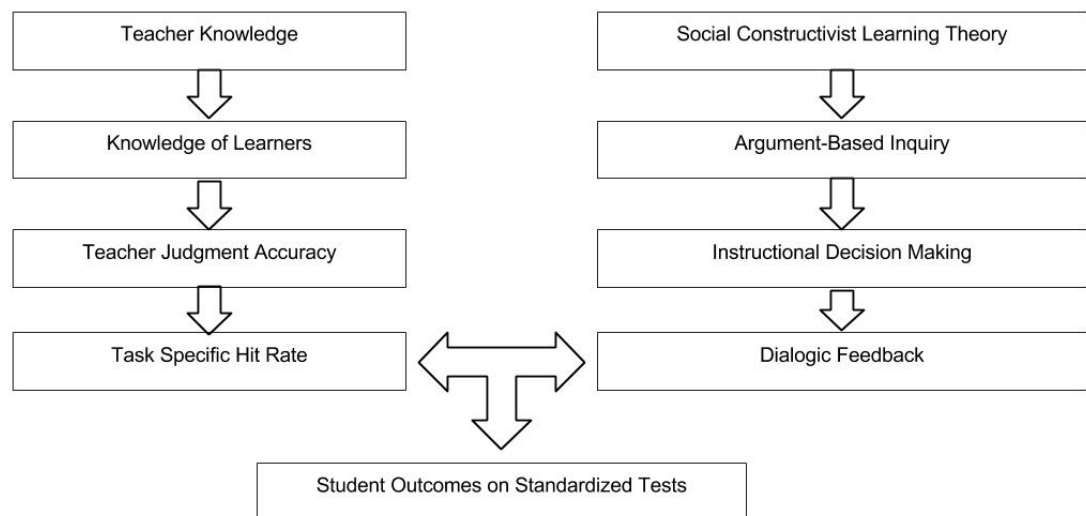 Teacher Knowledge
Social Constructivist Learning Theory
Knowledge of Learners
Argument-Based Inquiry
Teacher Judgment Accuracy
Instructional Decision Making
Task Specific Hit Rate
Dialogic Feedback
Student Outcomes on Standardized Tests